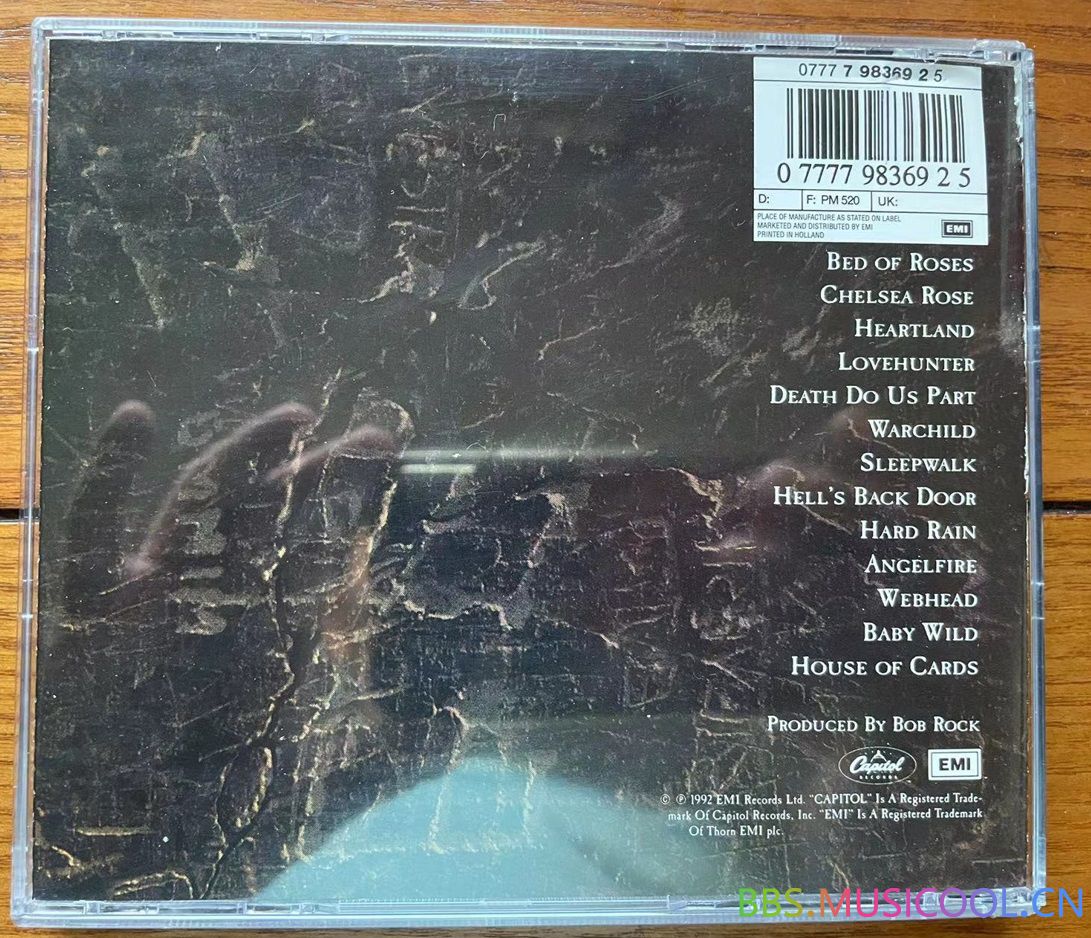 0777 7 98369 2 5
0 77779 83692 5
D: F: PM 520 UK:
PLACE OF MANUFACTURE AS STATED ON LABEL
MARKETED AND DISTRIBUTED BY EMI
PRINTED IN HOLLAND
EMI
BED OF ROSES
CHELSEA ROSE
HEARTLAND
LOVEHUNTER
DEATH DO US PART
WARCHILD
SLEEPWALK
HELL'S BACK DOOR
HARD RAIN
ANGELFIRE
WEBHEAD
BABY WILD
HOUSE OF CARDS
PRODUCED BY BOB ROCK
Capitol RECORDS EMI
© ℗ 1992 EMI Records Ltd. "CAPITOL" Is A Registered Trade-
mark Of Capitol Records, Inc. "EMI" Is A Registered Trademark
Of Thorn EMI plc.
BBS.MUSICOOL.CN